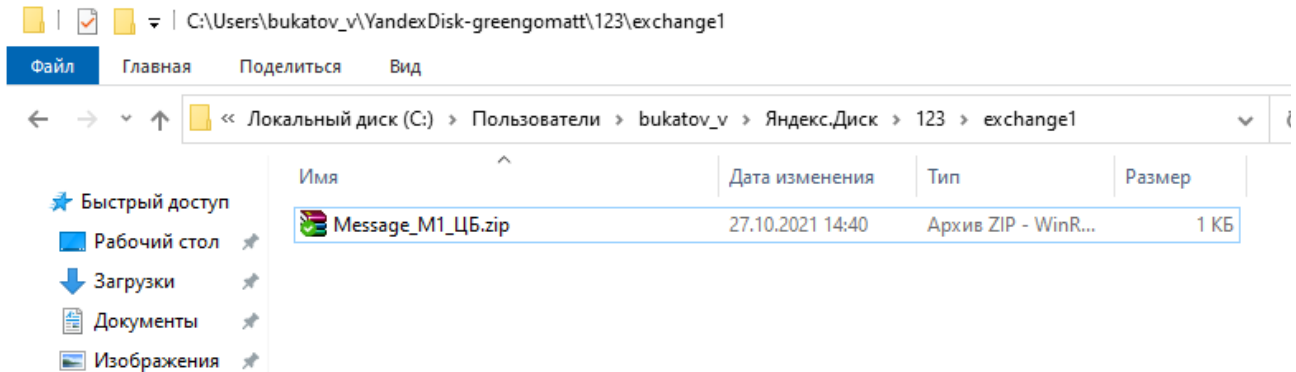 C:\Users\bukatov_v\YandexDisk-greengomatt\123\exchange1
Файл Главная Поделиться Вид
« Локальный диск (C:) › Пользователи › bukatov_v › Яндекс.Диск › 123 › exchange1
Имя Дата изменения Тип Размер
Быстрый доступ
Message_М1_ЦБ.zip 27.10.2021 14:40 Архив ZIP - WinR... 1 КБ
Рабочий стол
Загрузки
Документы
Изображения